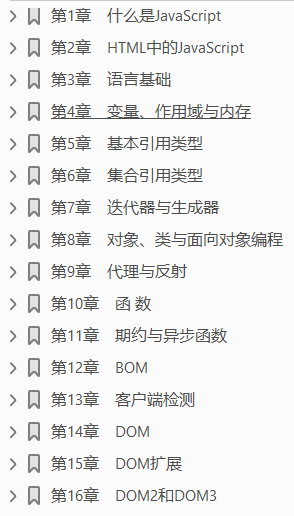 第1章 什么是JavaScript
第2章 HTML中的JavaScript
第3章 语言基础
第4章 变量、作用域与内存
第5章 基本引用类型
第6章 集合引用类型
第7章 迭代器与生成器
第8章 对象、类与面向对象编程
第9章 代理与反射
第10章 函 数
第11章 期约与异步函数
第12章 BOM
第13章 客户端检测
第14章 DOM
第15章 DOM扩展
第16章 DOM2和DOM3